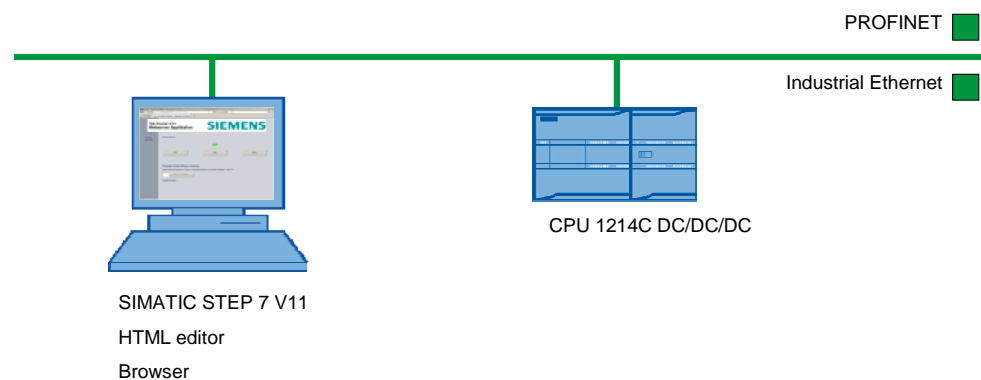 PROFINET
Industrial Ethernet
SIEMENS
CPU 1214C DC/DC/DC
SIMATIC STEP 7 V11
HTML editor
Browser